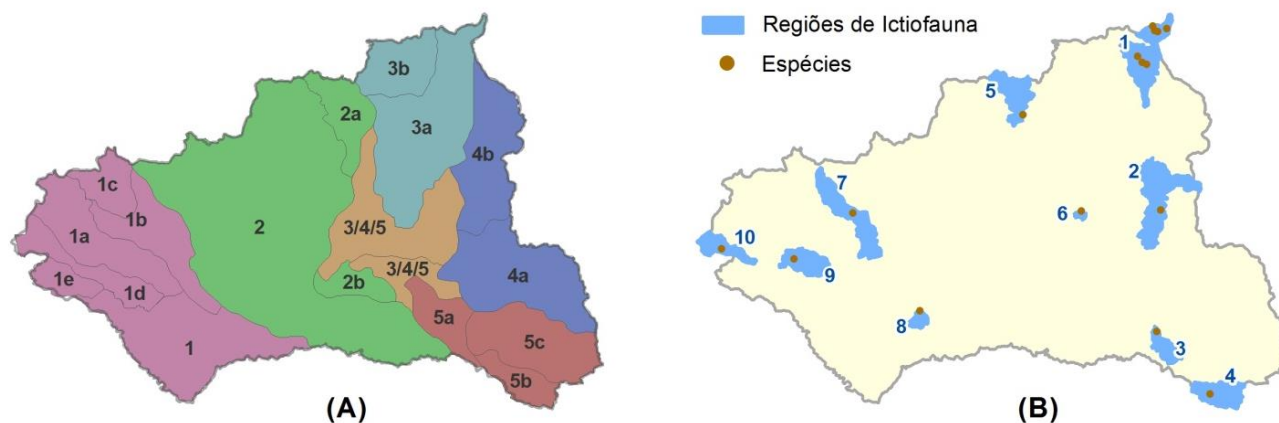 3b
2a
3a
4b
1c
1b
2
3/4/5
1a
3/4/5
4a
1e
1d
2b
5a
1
5c
5b
(A)
Regiões de Ictiofauna
Espécies
1
5
7
2
6
10
9
8
3
4
(B)